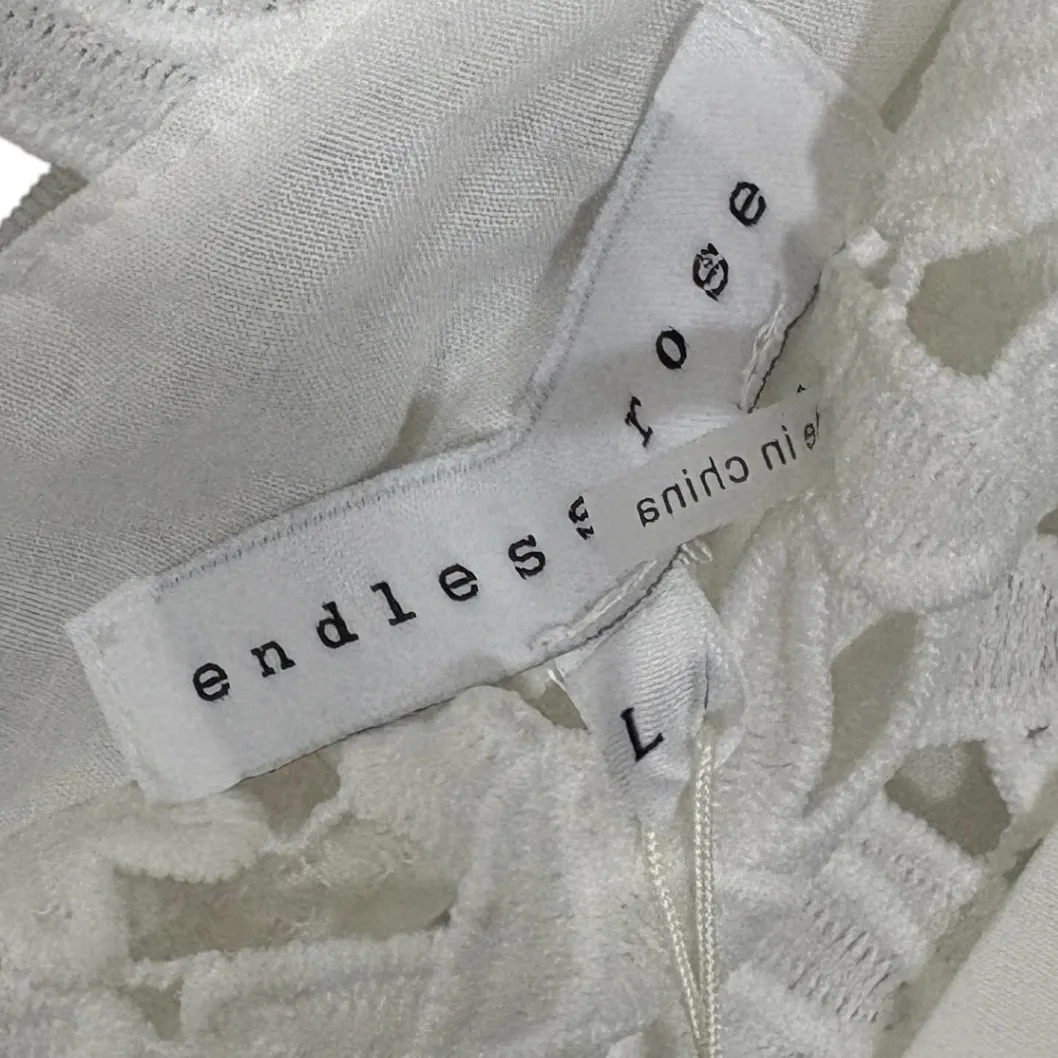 endless rose
in china
L